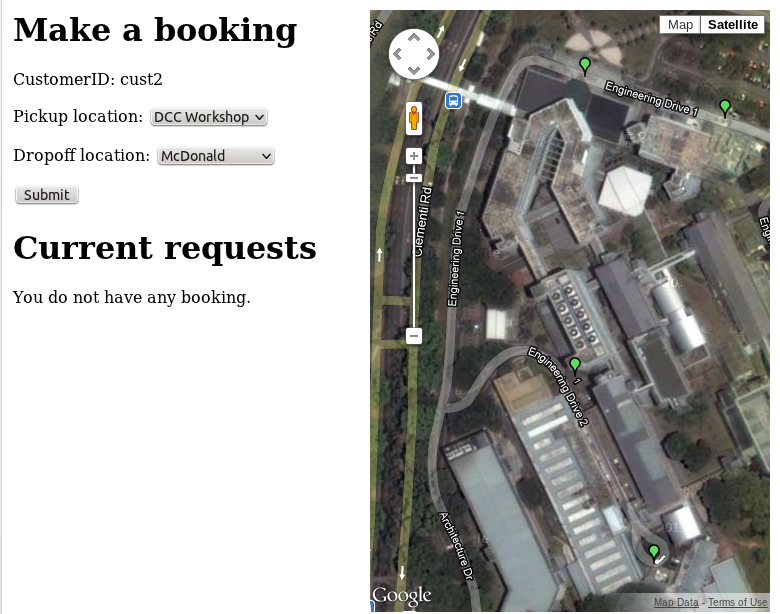 Make a booking
CustomerID: cust2
Pickup location: DCC Workshop
Dropoff location: McDonald
Submit
Current requests
You do not have any booking.
Map Satellite
Engineering Drive 1
Clementi Rd
Engineering Drive 1
Engineering Drive 2
Architecture Dr
Google
Map Data - Terms of Use